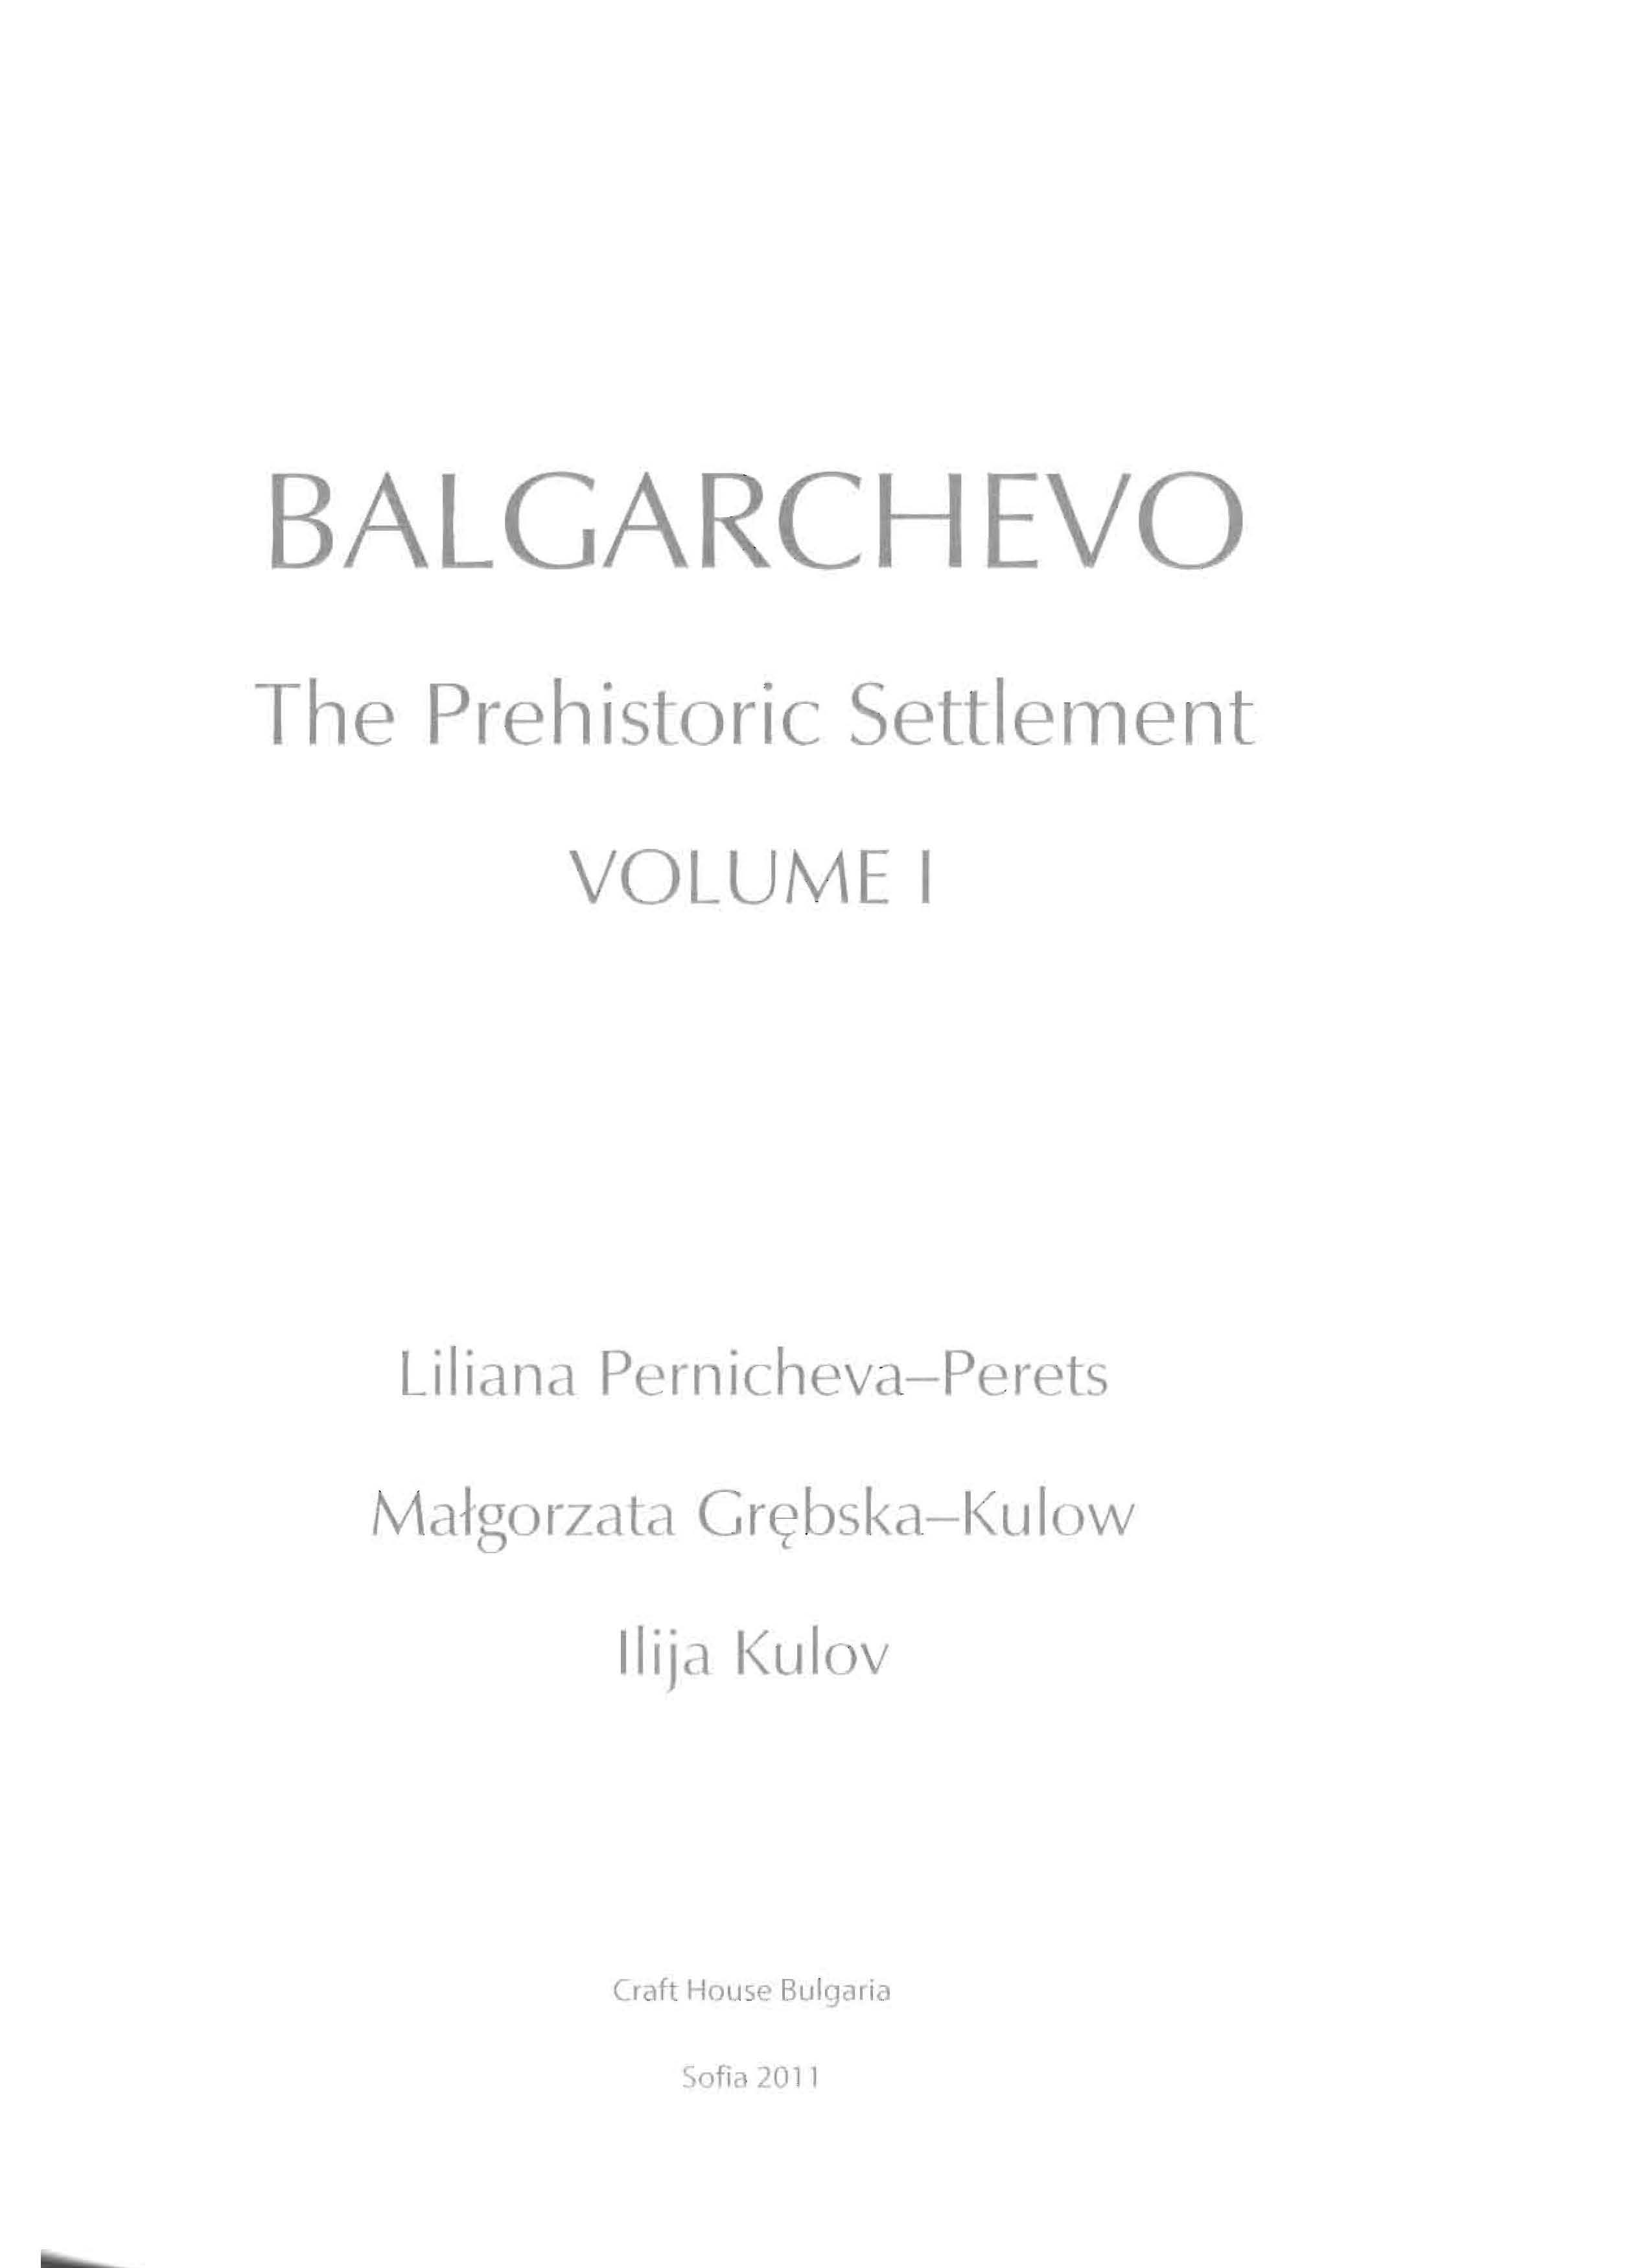 BALGARCHEVO
The Prehistoric Settlement
VOLUME I
Liliana Pernicheva–Perets
Małgorzata Grębska–Kulow
Ilija Kulov
Craft House Bulgaria
Sofia 2011